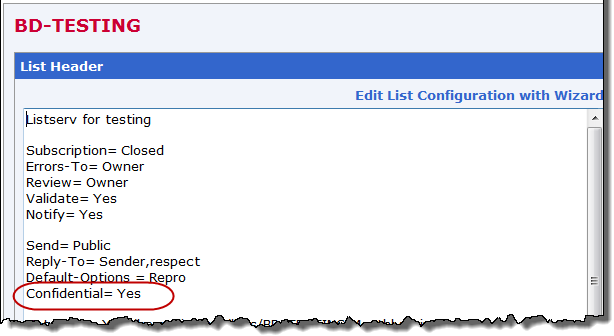 BD-TESTING
List Header
Edit List Configuration with Wizard
Listserv for testing
Subscription= Closed
Errors-To= Owner
Review= Owner
Validate= Yes
Notify= Yes
Send= Public
Reply-To= Sender,respect
Default-Options = Repro
Confidential= Yes